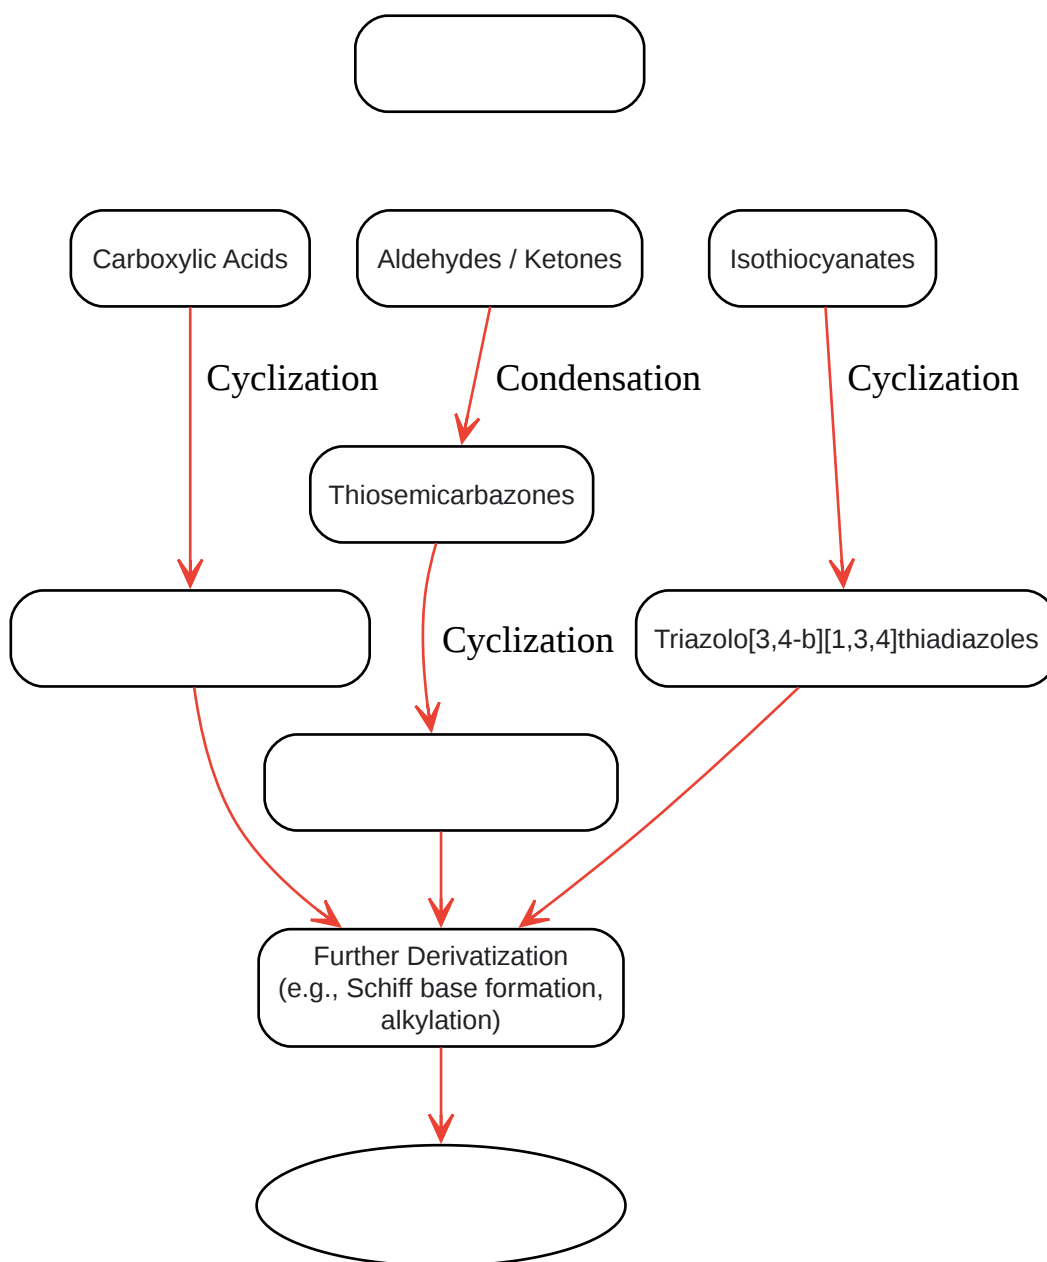 Carboxylic Acids
Aldehydes / Ketones
Isothiocyanates
Cyclization
Condensation
Cyclization
Thiosemicarbazones
Cyclization
Triazolo[3,4-b][1,3,4]thiadiazoles
Further Derivatization
(e.g., Schiff base formation,
alkylation)